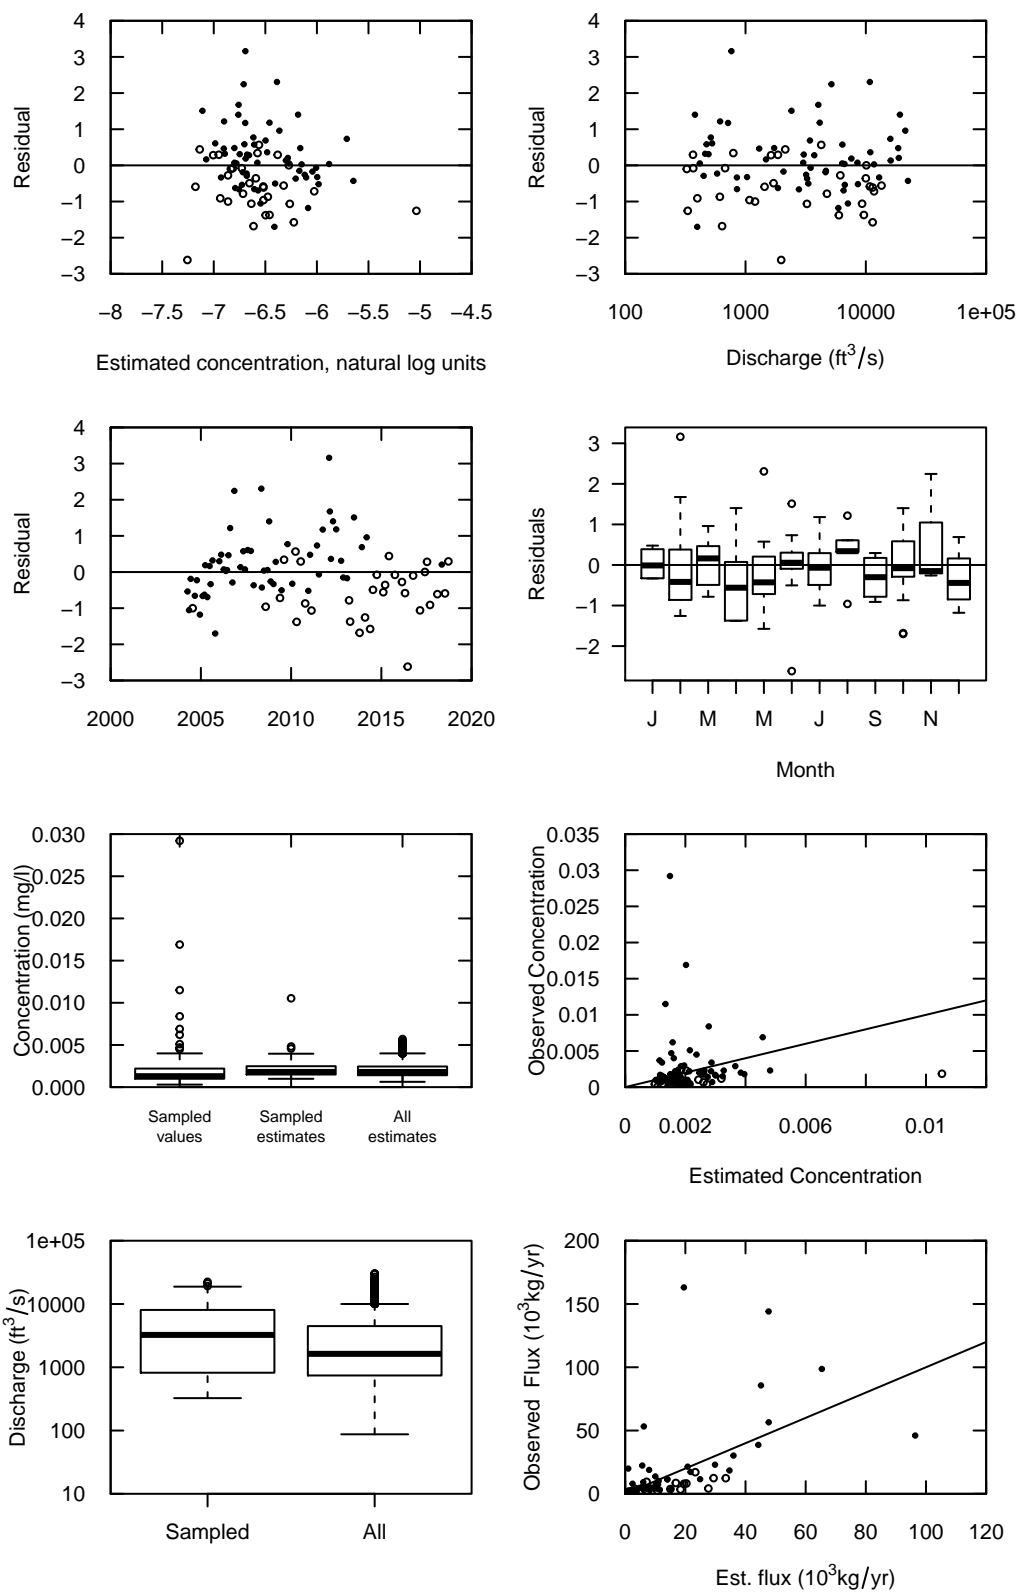 4
3
2
1
0
−1
−2
−3
Residual
−8 −7.5 −7 −6.5 −6 −5.5 −5 −4.5
Estimated concentration, natural log units
4
3
2
1
0
−1
−2
−3
Residual
100 1000 10000 1e+05
Discharge (ft³/s)
4
3
2
1
0
−1
−2
−3
Residual
2000 2005 2010 2015 2020
3
2
1
0
−1
−2
Residuals
J M M J S N
Month
0.030
0.025
0.020
0.015
0.010
0.005
0.000
Concentration (mg/l)
Sampled values
Sampled estimates
All estimates
0.035
0.03
0.025
0.02
0.015
0.01
0.005
0
Observed Concentration
0 0.002 0.006 0.01
Estimated Concentration
1e+05
10000
1000
100
10
Discharge (ft³/s)
Sampled All
200
150
100
50
0
Observed Flux (10³kg/yr)
0 20 40 60 80 100 120
Est. flux (10³kg/yr)